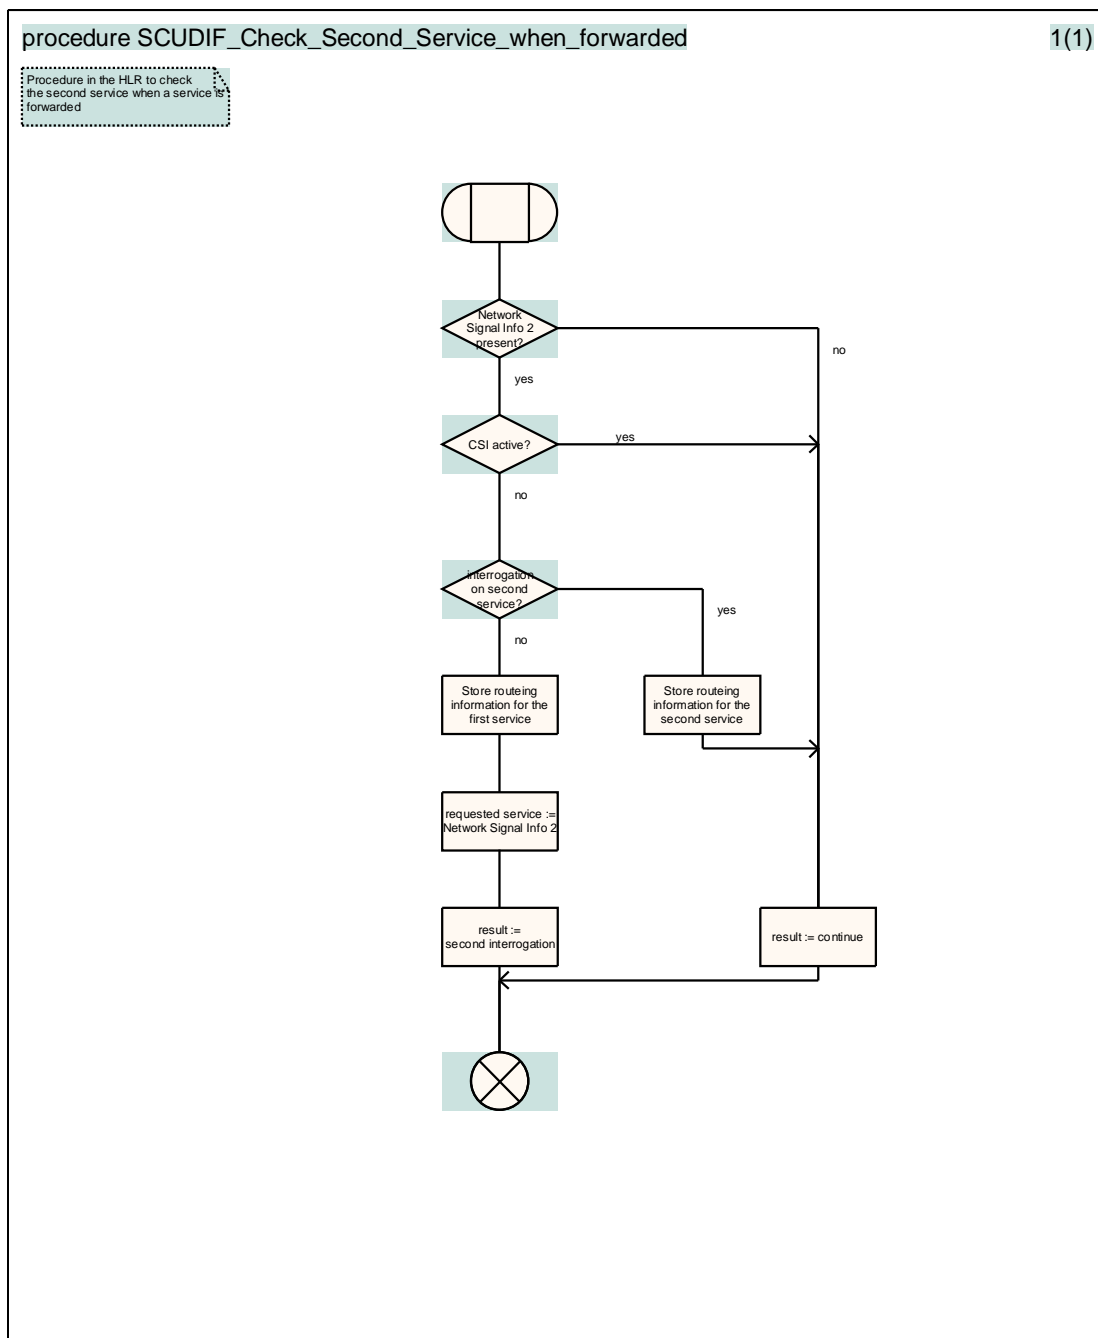 procedure SCUDIF_Check_Second_Service_when_forwarded
1(1)
Procedure in the HLR to check
the second service when a service is
forwarded
Network
Signal Info 2
present?
no
yes
CSI active?
yes
no
interrogation
on second
service?
yes
no
Store routeing
information for the
first service
Store routeing
information for the
second service
requested service :=
Network Signal Info 2
result :=
second interrogation
result := continue